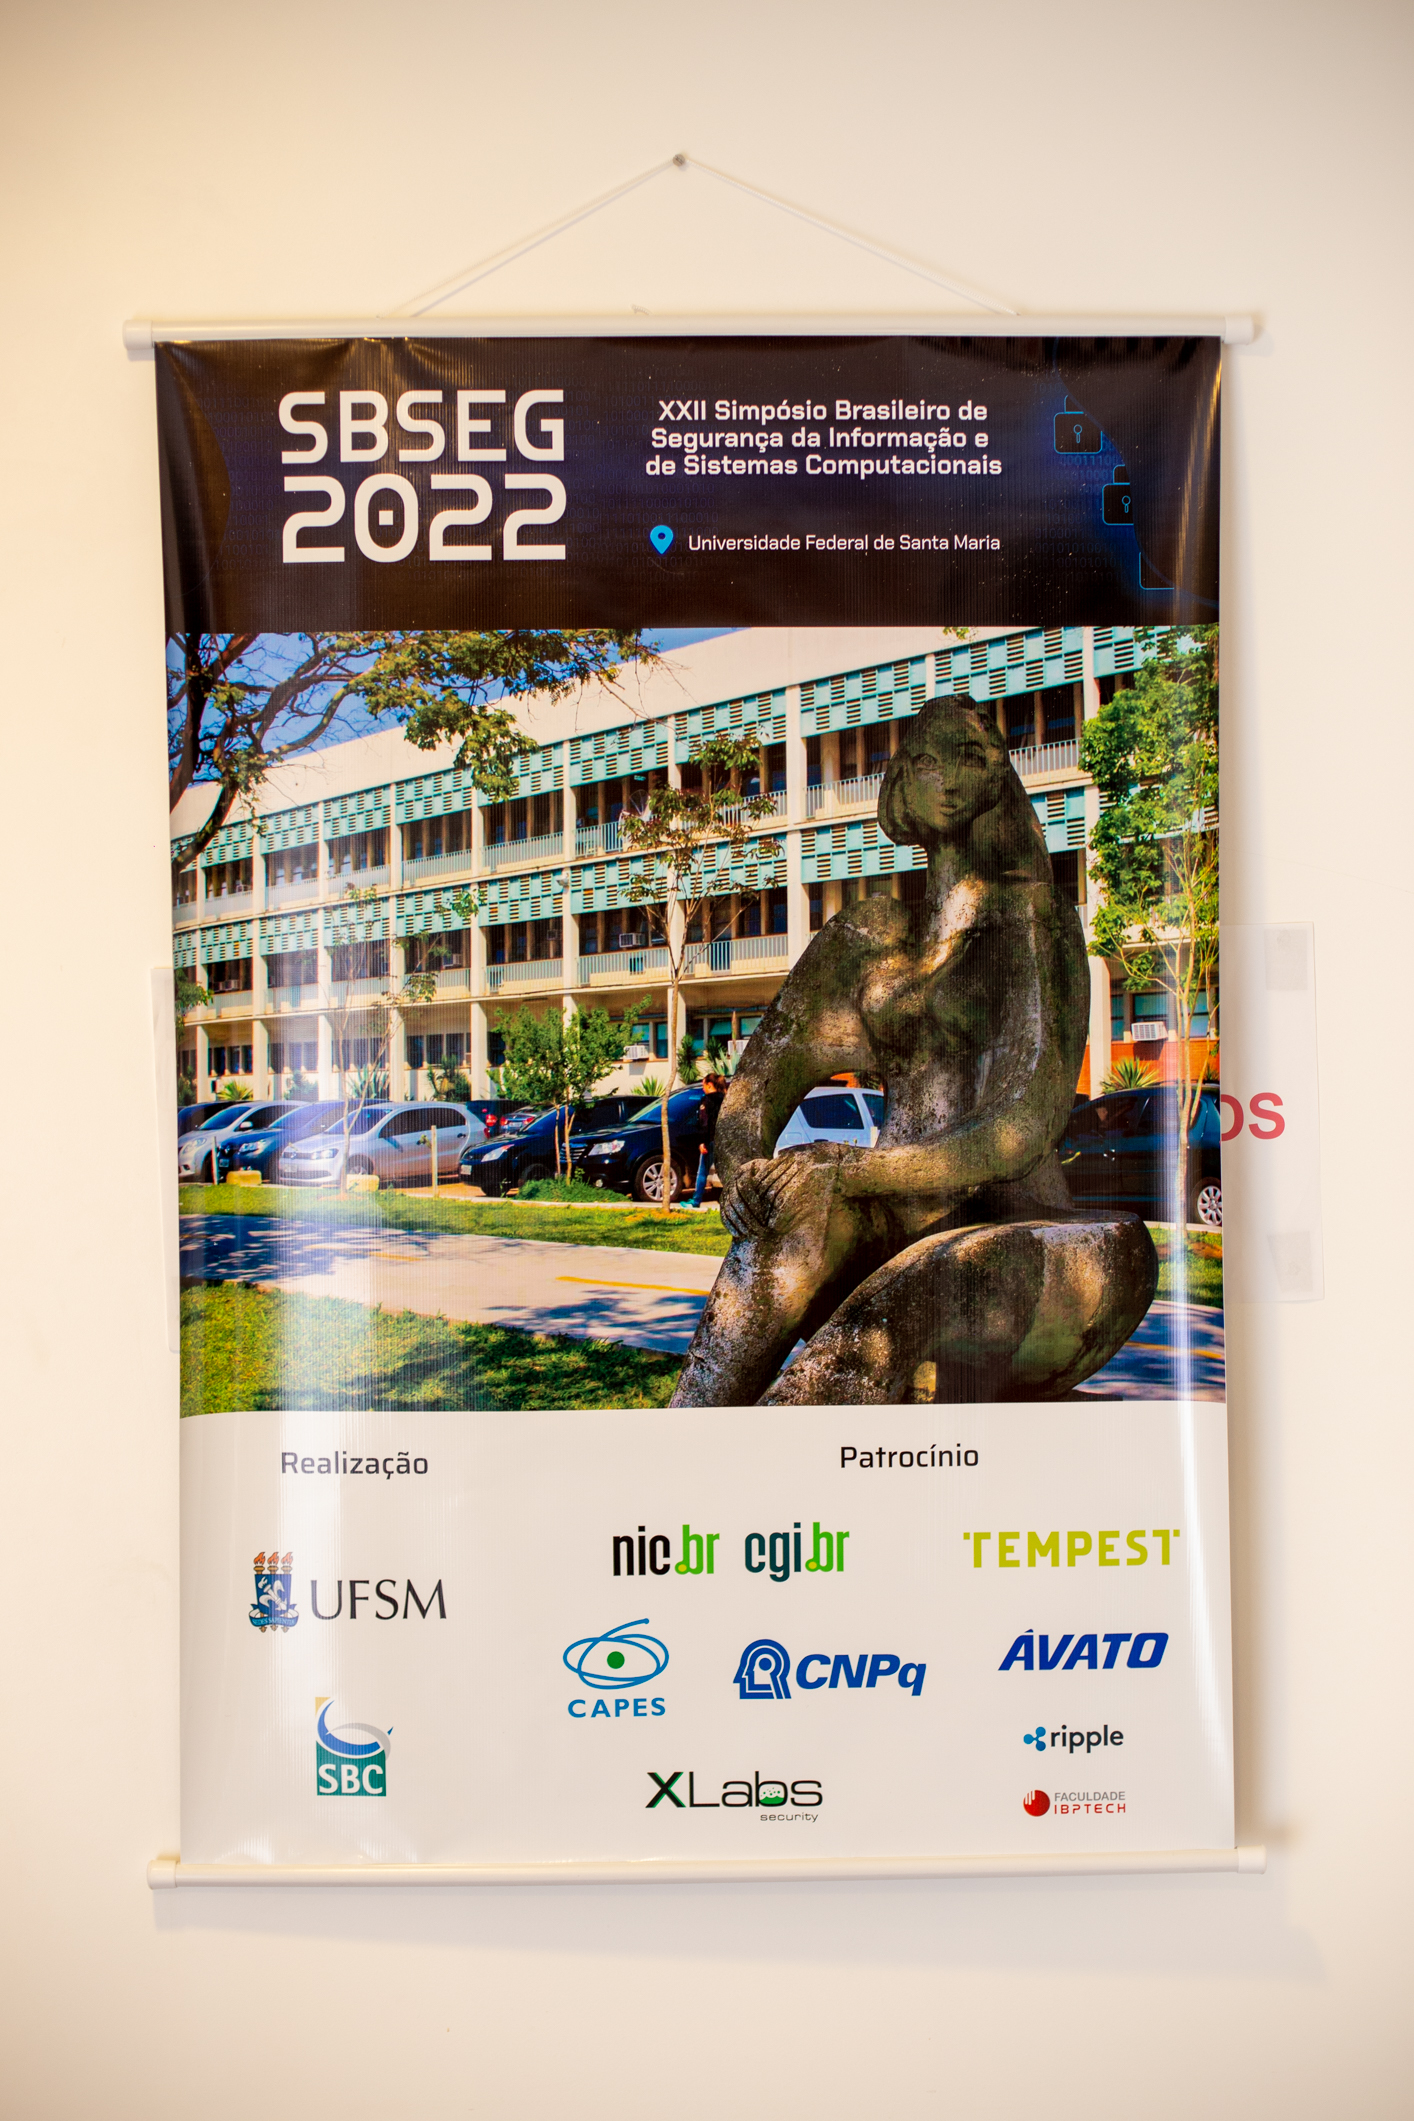 SBSEG
2022
XXII Simpósio Brasileiro de
Segurança da Informação e
de Sistemas Computacionais
Universidade Federal de Santa Maria
OS
Realização
Patrocínio
UFSM
SBC
nic.br cgi.br
TEMPEST
CAPES
CNPq
ÁVATO
ripple
XLabs
security
FACULDADE
IBPTECH